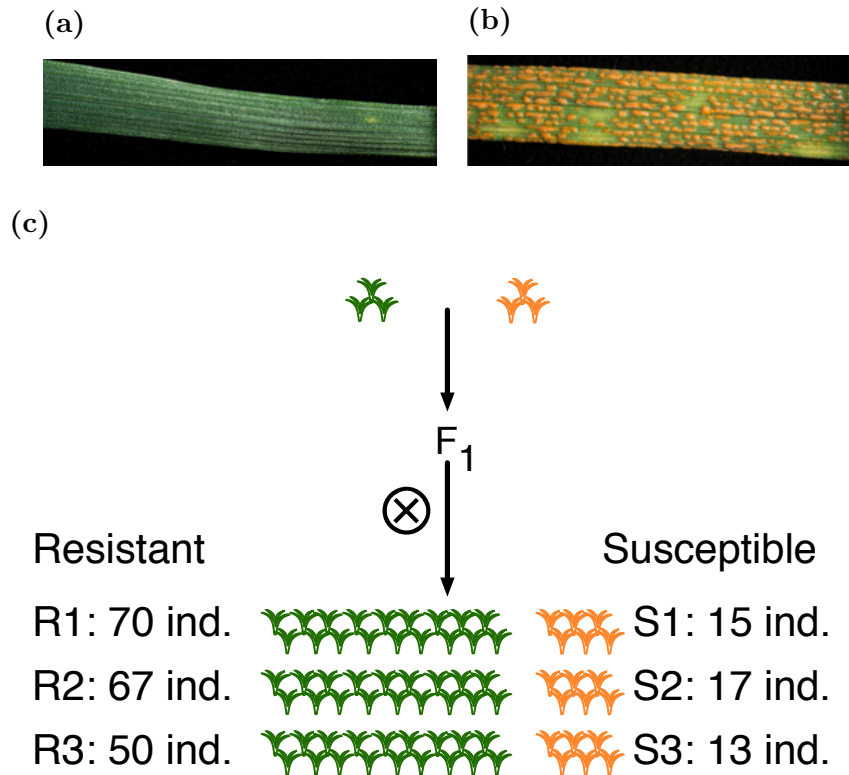 (a)
(b)
(c)
F1
Resistant
Susceptible
R1: 70 ind.
S1: 15 ind.
R2: 67 ind.
S2: 17 ind.
R3: 50 ind.
S3: 13 ind.